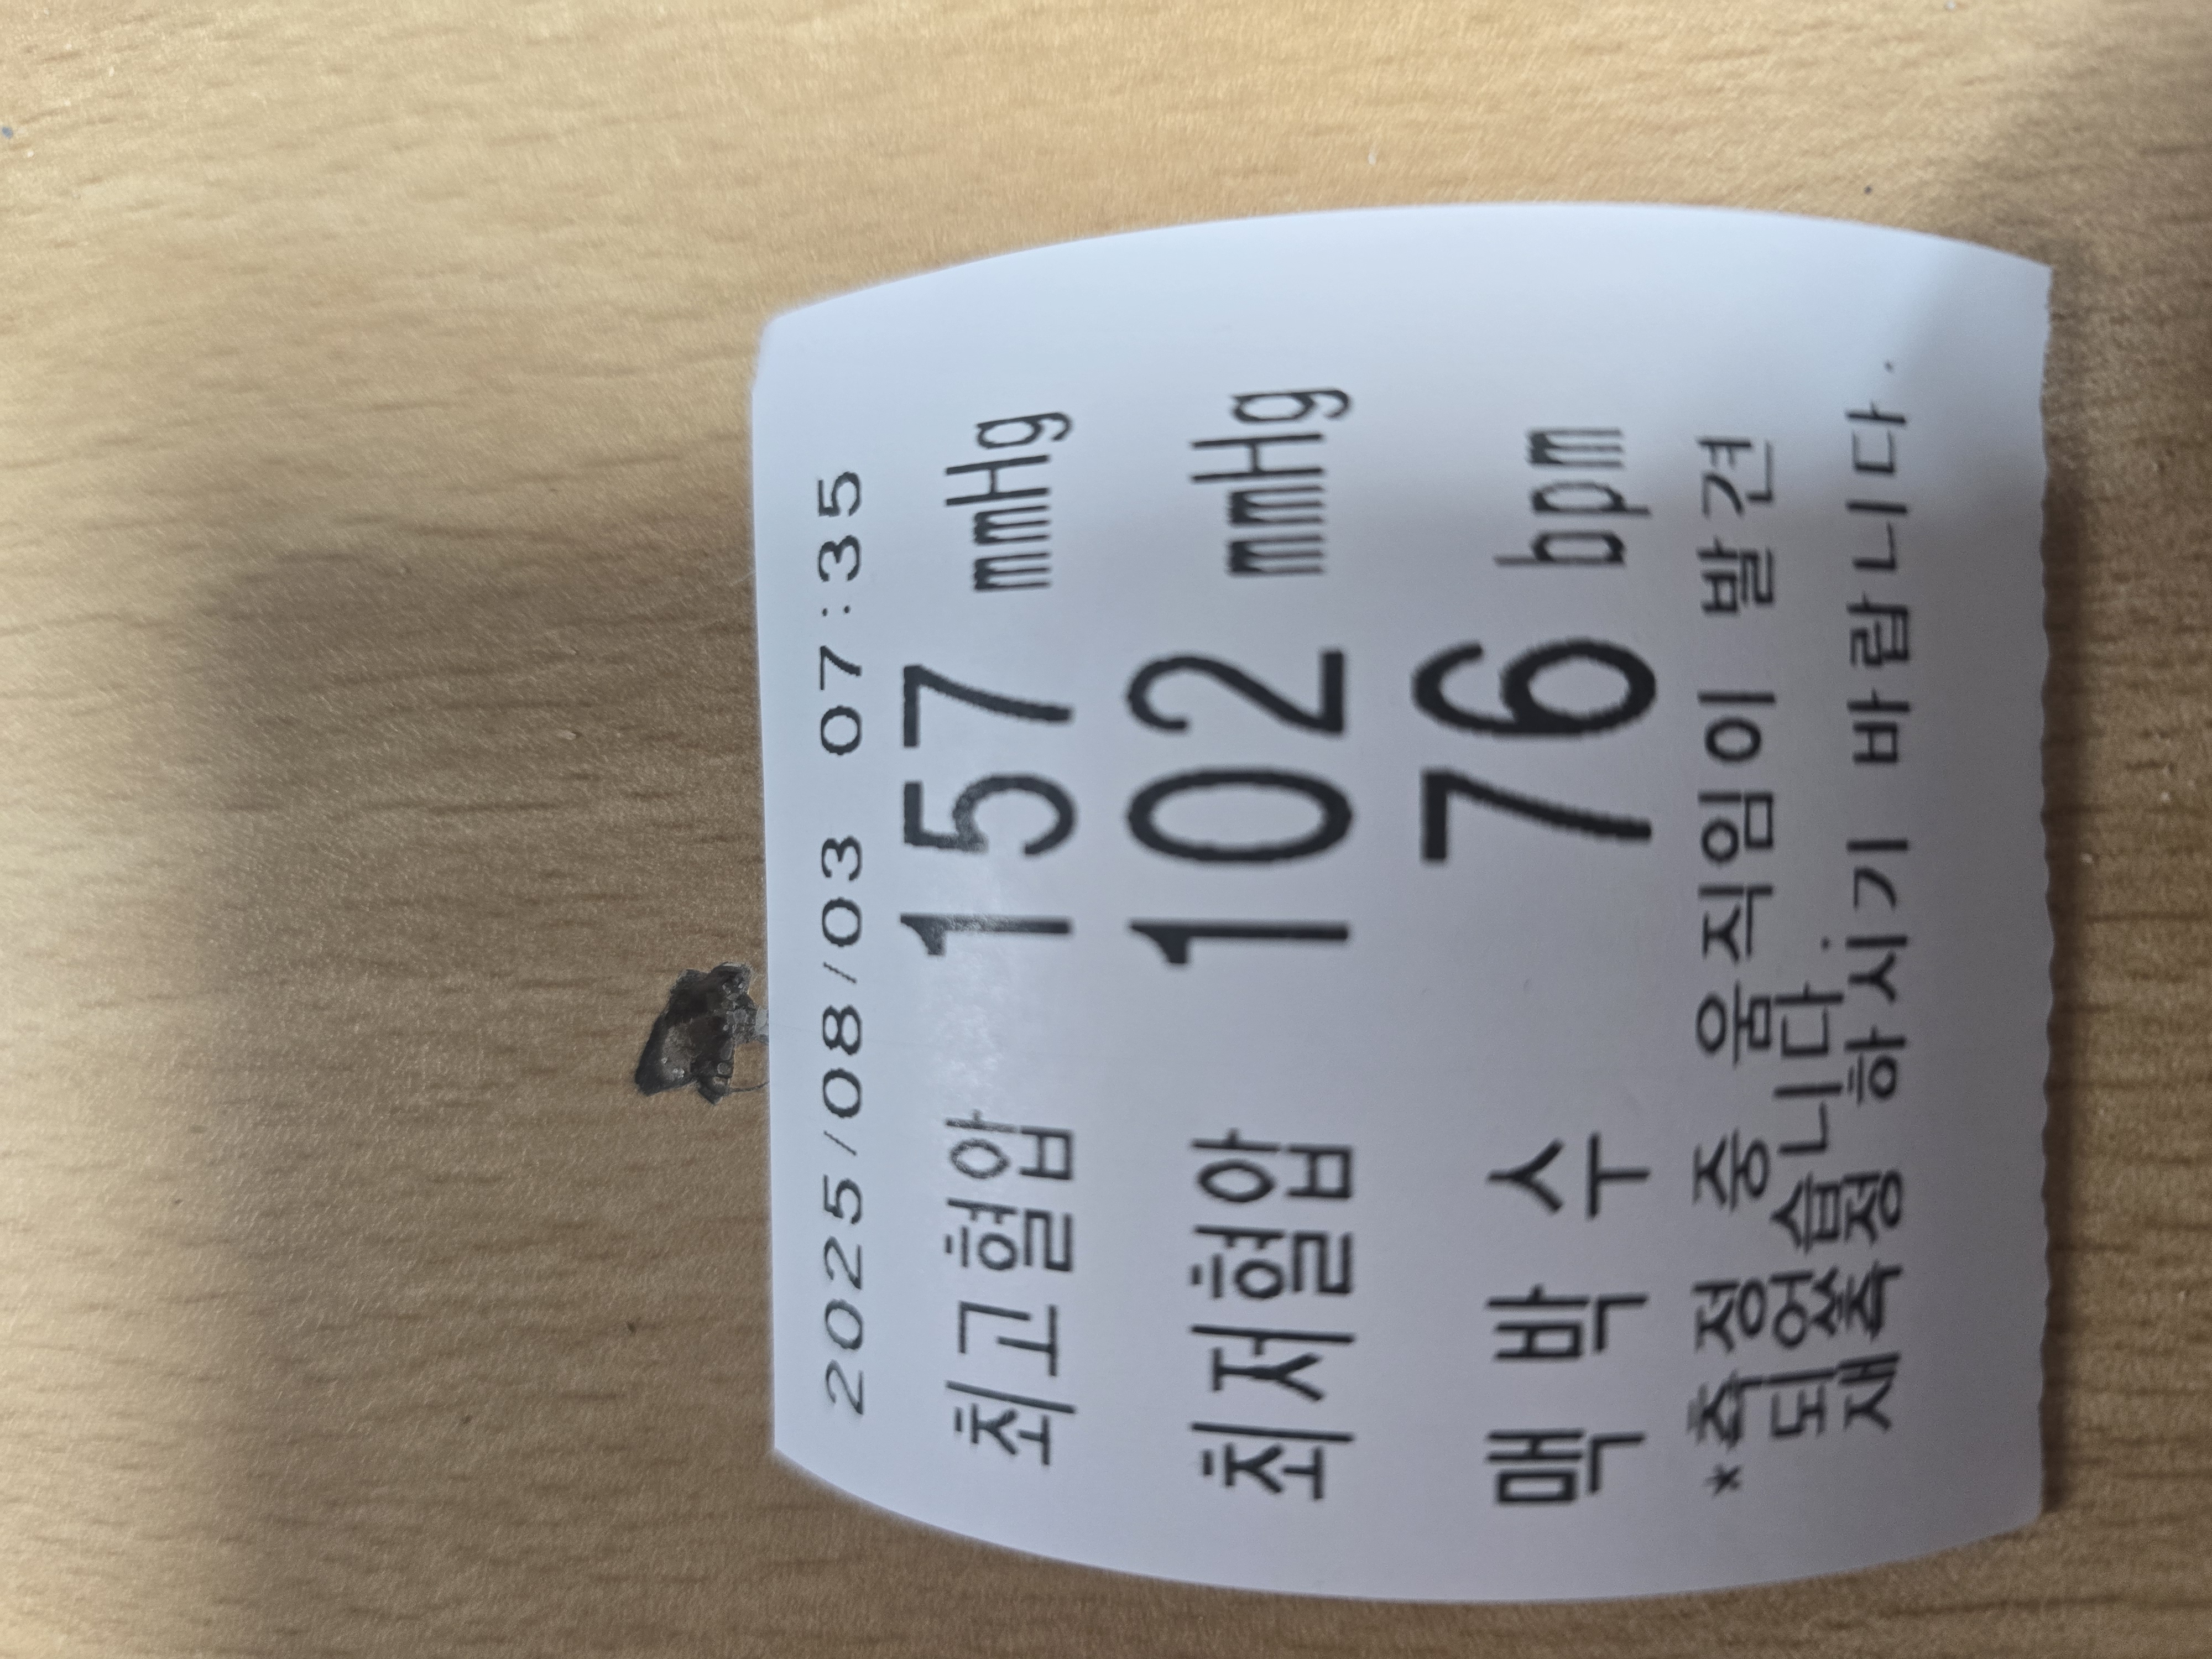 2025/08/03 07:35
최고혈압 157 mmHg
최저혈압 102 mmHg
맥 박 수 76 bpm
*측정 중 움직임이 발견
되었습니다.
재측정 하시기 바랍니다.